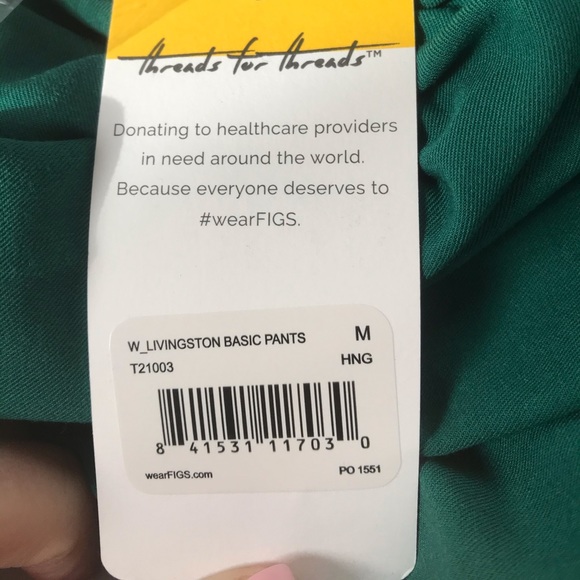 threads for threads™
Donating to healthcare providers
in need around the world.
Because everyone deserves to
#wearFIGS.
W_LIVINGSTON BASIC PANTS M
T21003 HNG
8 41531 11703 0
wearFIGS.com PO 1551